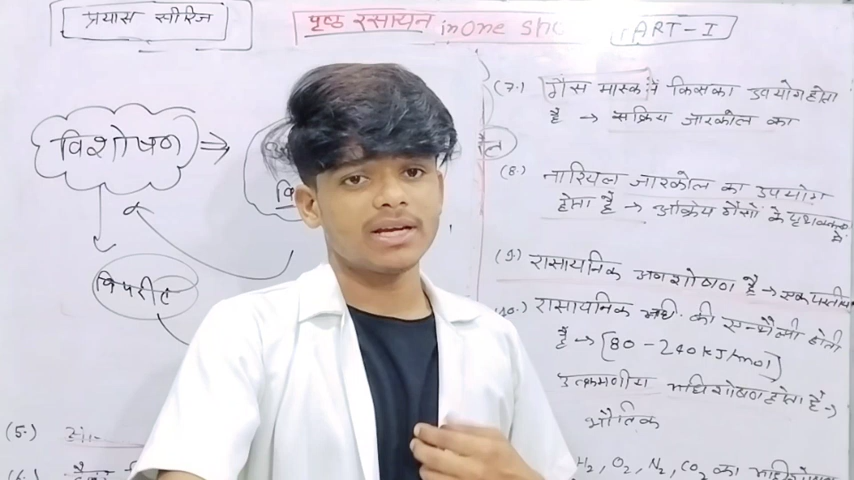 प्रयास सीरिज
पृष्ठ रसायन in One Sho
PART-I
विशोषण ⇒
वि
विपरीत
(5.)
(6.)
(7.) गैस मास्क में किसका उपयोग होता
है → सक्रिय चारकोल का
(8.) नारियल चारकोल का उपयोग
होता है → अक्रिय गैसों के पृथक्करण में
(9.) रासायनिक अवशोषण है → एकपरतीय
(10.) रासायनिक अधि. की एन्थैल्पी होती
है → [80 - 240 kJ/mol]
उत्क्रमणीय अधिशोषण होता है →
भौतिक
H₂, O₂, N₂, CO₂ का